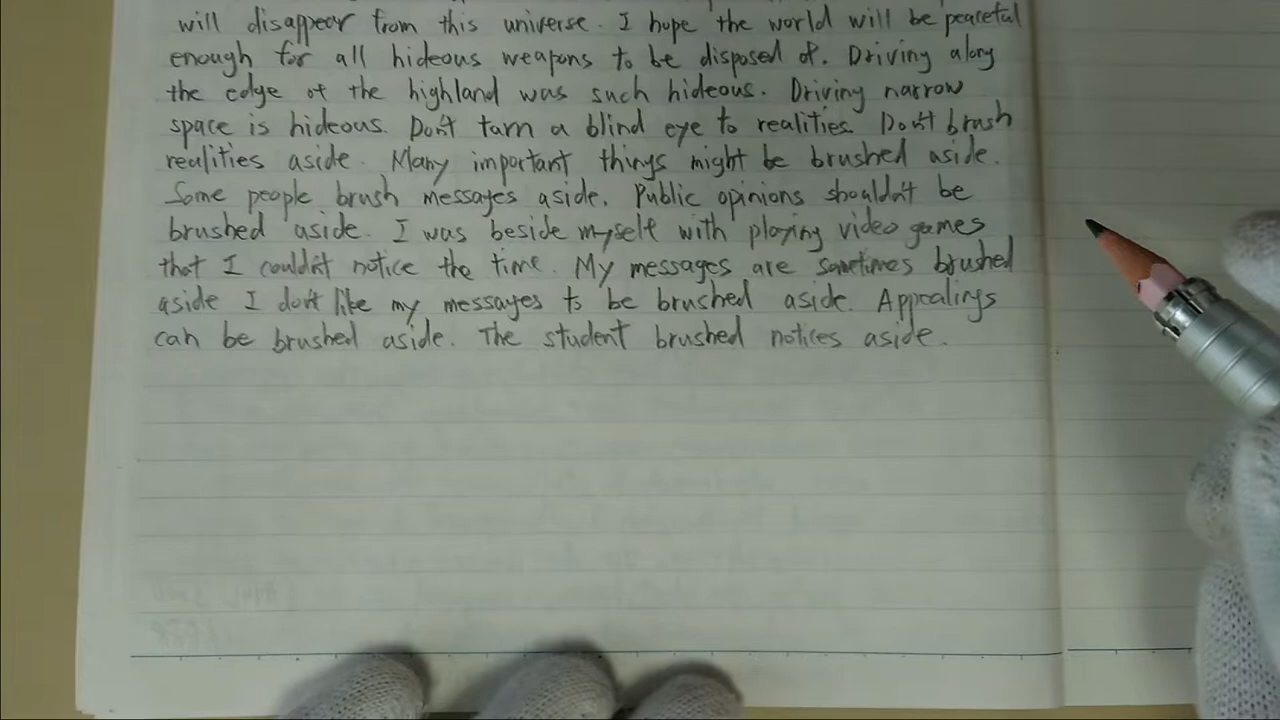 will disappear from this universe. I hope the world will be peaceful
enough for all hideous weapons to be disposed of. Driving along
the edge of the highland was such hideous. Driving narrow
space is hideous. Don't turn a blind eye to realities. Don't brush
realities aside. Many important things might be brushed aside.
Some people brush messages aside. Public opinions shouldn't be
brushed aside. I was beside myself with playing video games
that I couldn't notice the time. My messages are sometimes brushed
aside I don't like my messages to be brushed aside. Appealings
can be brushed aside. The student brushed notices aside.